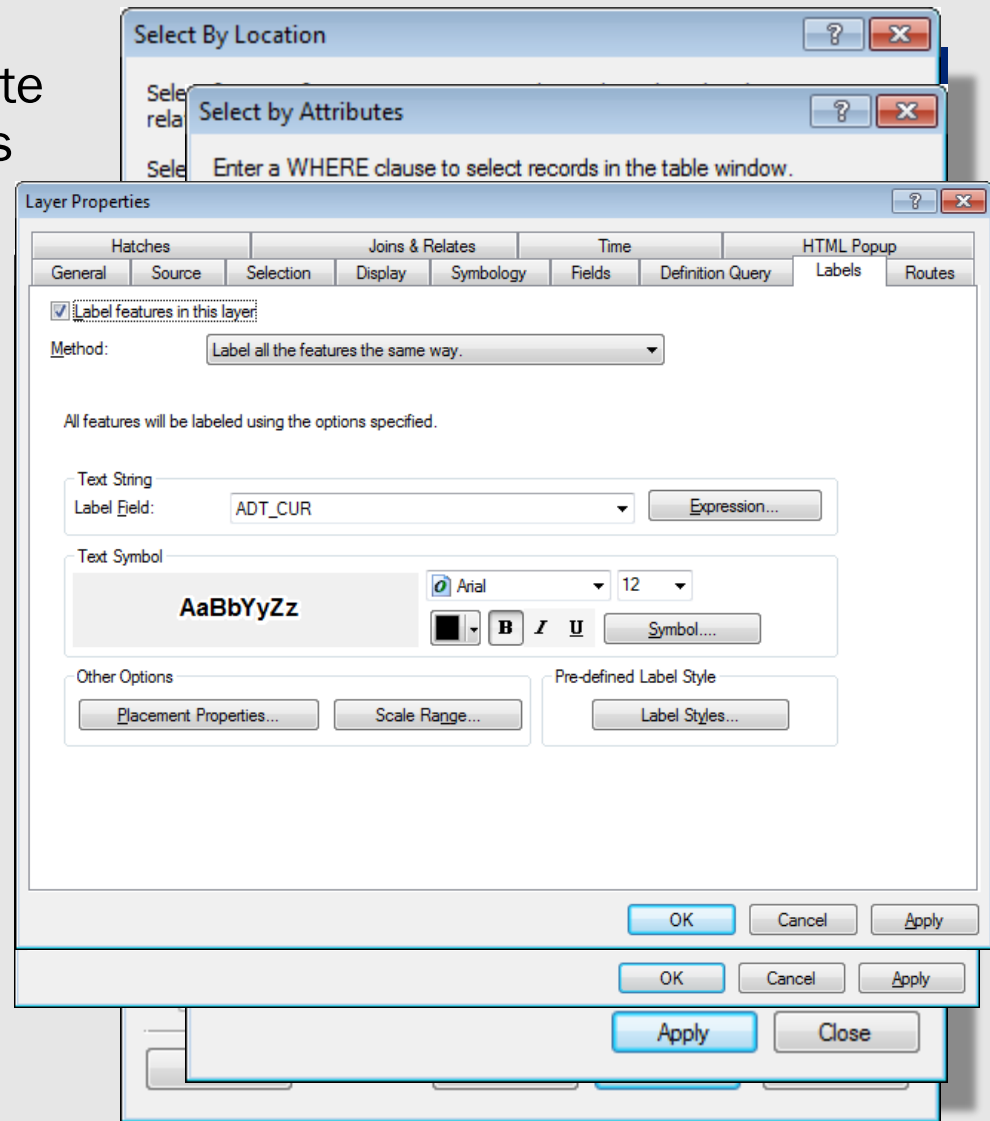 te
s
Select By Location
Sele
rela
Sele
Select by Attributes
Enter a WHERE clause to select records in the table window.
Layer Properties
Hatches Joins & Relates Time HTML Popup
General Source Selection Display Symbology Fields Definition Query Labels Routes
Label features in this layer
Method: Label all the features the same way.
All features will be labeled using the options specified.
Text String
Label Field: ADT_CUR Expression...
Text Symbol
AaBbYyZz
Arial 12
B I U Symbol....
Other Options Pre-defined Label Style
Placement Properties... Scale Range... Label Styles...
OK Cancel Apply
OK Cancel Apply
Apply Close